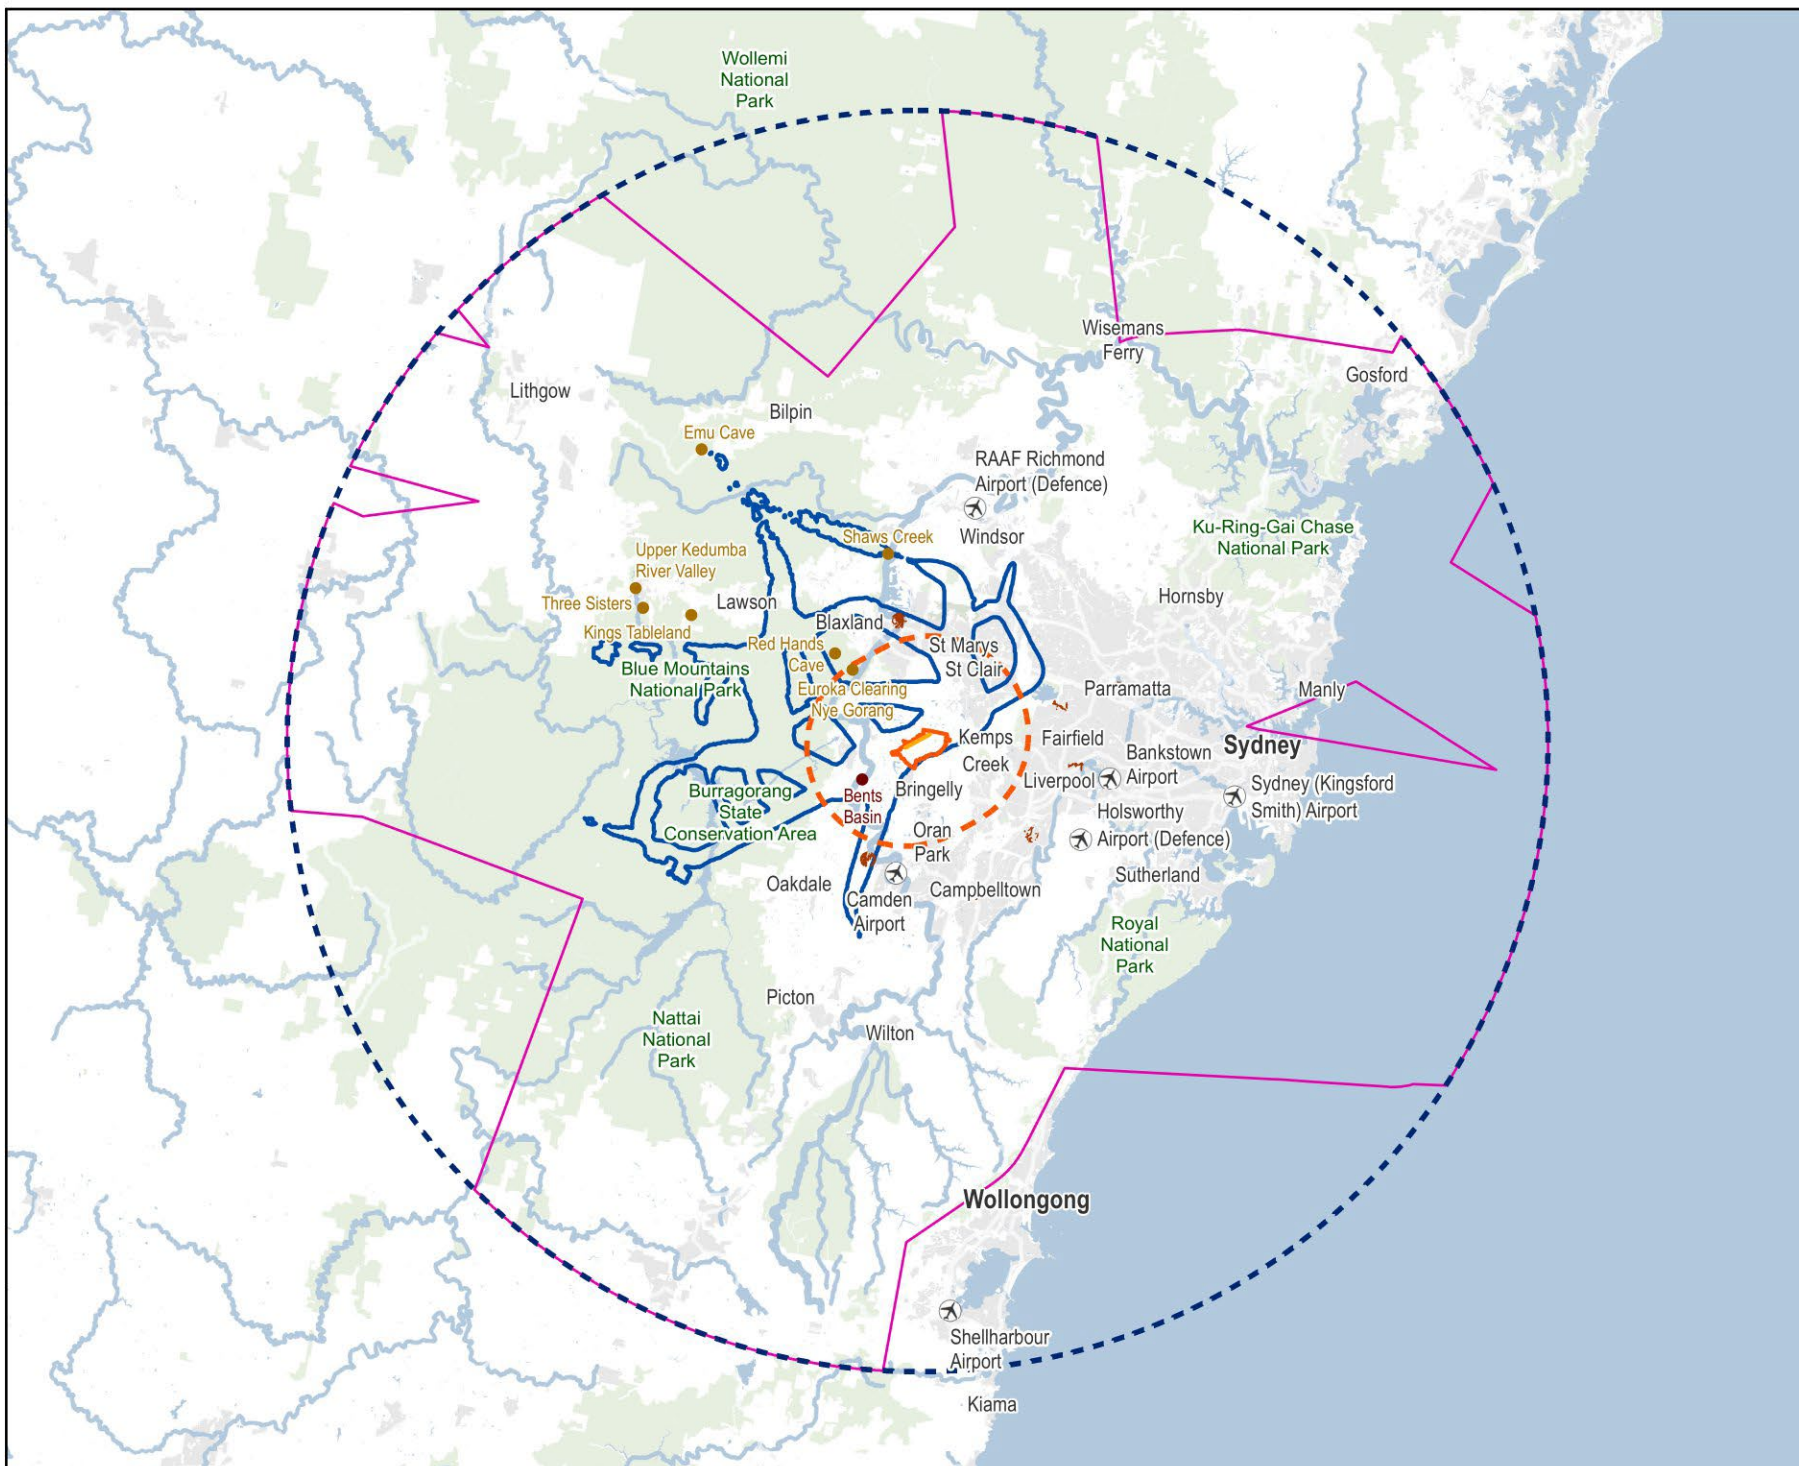 Wollemi
National
Park
Wisemans
Ferry
Gosford
Lithgow
Bilpin
Emu Cave
RAAF Richmond
Airport (Defence)
Windsor
Ku-Ring-Gai Chase
National Park
Shaws Creek
Upper Kedumba
River Valley
Three Sisters
Lawson
Hornsby
Kings Tableland
Blaxland
Red Hands
Cave
St Marys
St Clair
Blue Mountains
National Park
Euroka Clearing
Nye Gorang
Parramatta
Manly
Kemps
Creek
Fairfield
Bankstown
Airport
Sydney
Liverpool
Bents
Basin
Bringelly
Burragorang
State
Conservation Area
Sydney (Kingsford
Smith) Airport
Holsworthy
Airport (Defence)
Oran
Park
Sutherland
Oakdale
Camden
Airport
Campbelltown
Royal
National
Park
Picton
Nattai
National
Park
Wilton
Wollongong
Shellharbour
Airport
Kiama